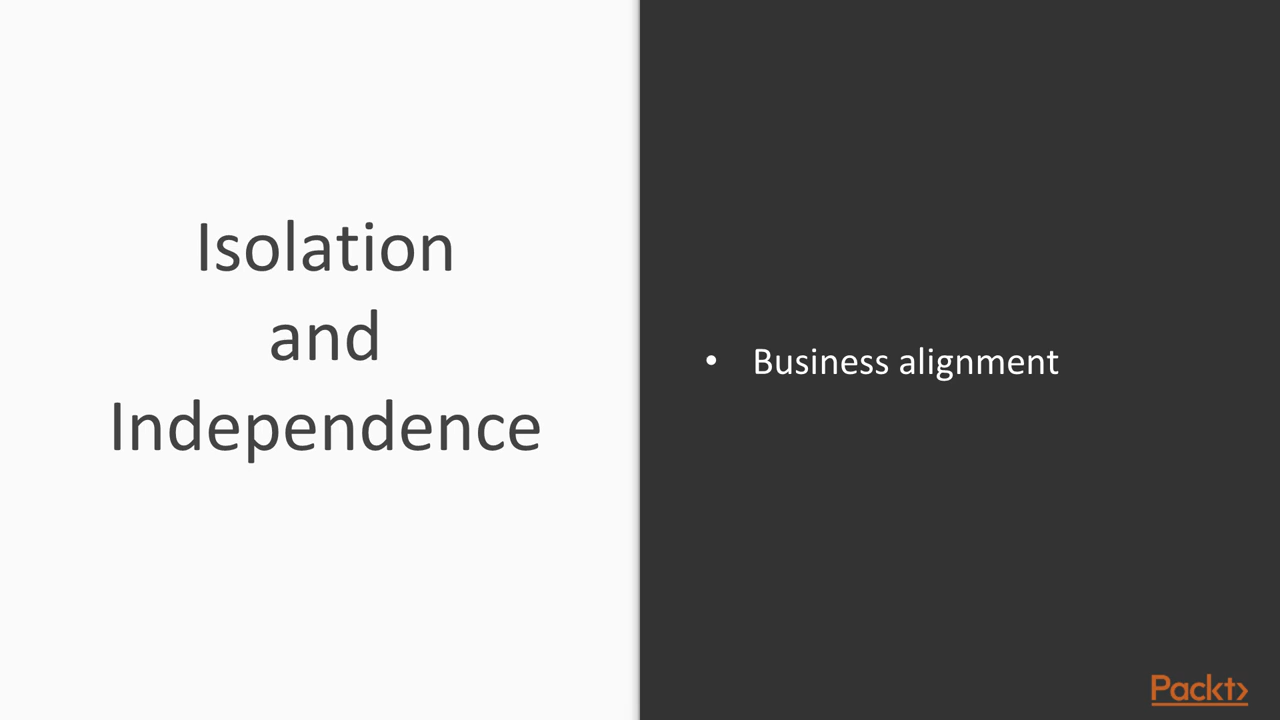 Isolation
and
Independence
• Business alignment
Packt>